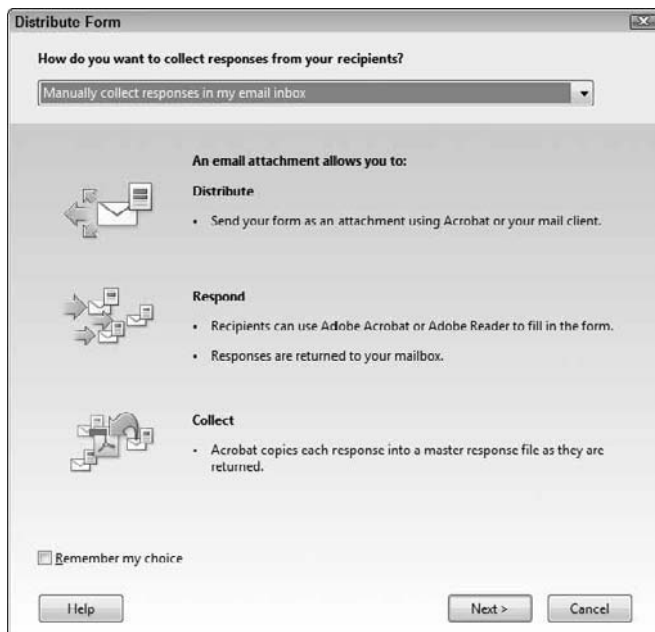 Distribute Form
How do you want to collect responses from your recipients?
Manually collect responses in my email inbox
An email attachment allows you to:
Distribute
• Send your form as an attachment using Acrobat or your mail client.
Respond
• Recipients can use Adobe Acrobat or Adobe Reader to fill in the form.
• Responses are returned to your mailbox.
Collect
• Acrobat copies each response into a master response file as they are
returned.
Remember my choice
Help
Next >
Cancel